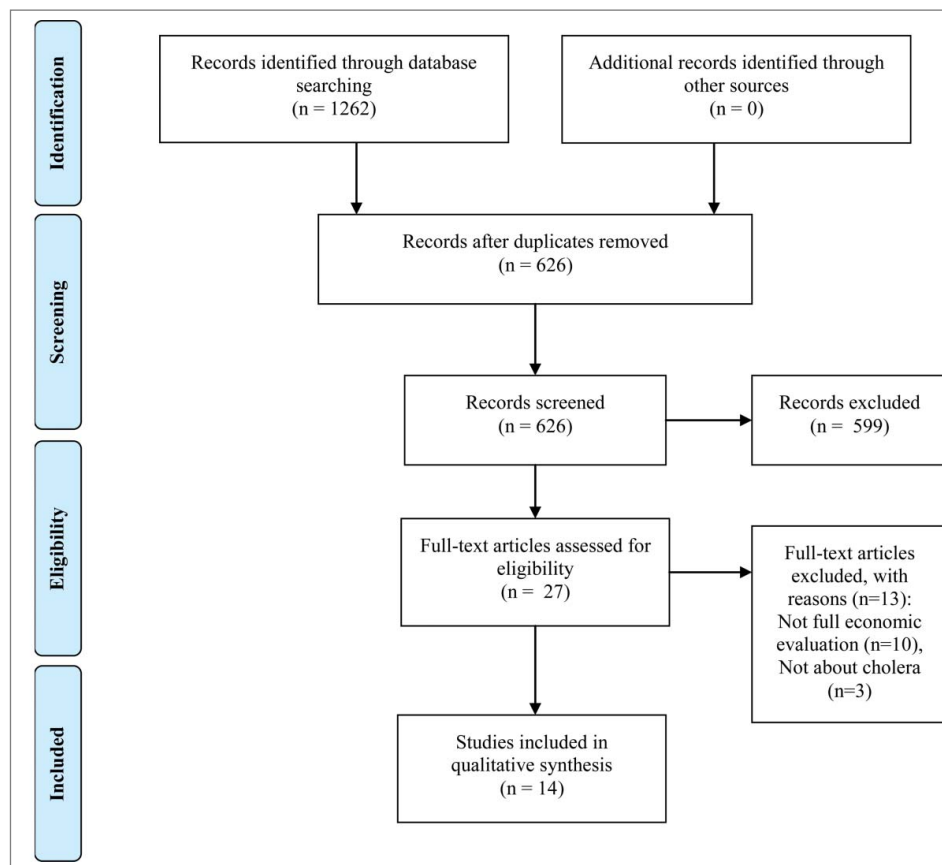 Identification
Records identified through database
searching
(n = 1262)
Additional records identified through
other sources
(n = 0)
Screening
Records after duplicates removed
(n = 626)
Records screened
(n = 626)
Records excluded
(n = 599)
Eligibility
Full-text articles assessed for
eligibility
(n = 27)
Full-text articles
excluded, with
reasons (n=13):
Not full economic
evaluation (n=10),
Not about cholera
(n=3)
Included
Studies included in
qualitative synthesis
(n = 14)